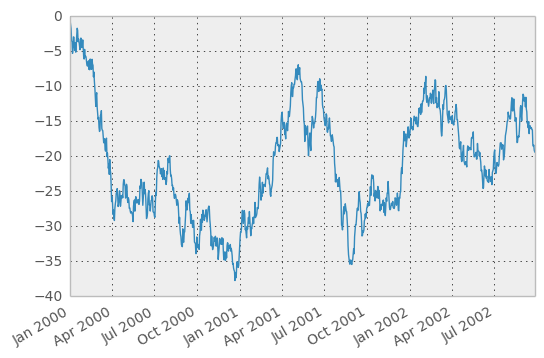 0
−5
−10
−15
−20
−25
−30
−35
−40
Jan 2000
Apr 2000
Jul 2000
Oct 2000
Jan 2001
Apr 2001
Jul 2001
Oct 2001
Jan 2002
Apr 2002
Jul 2002